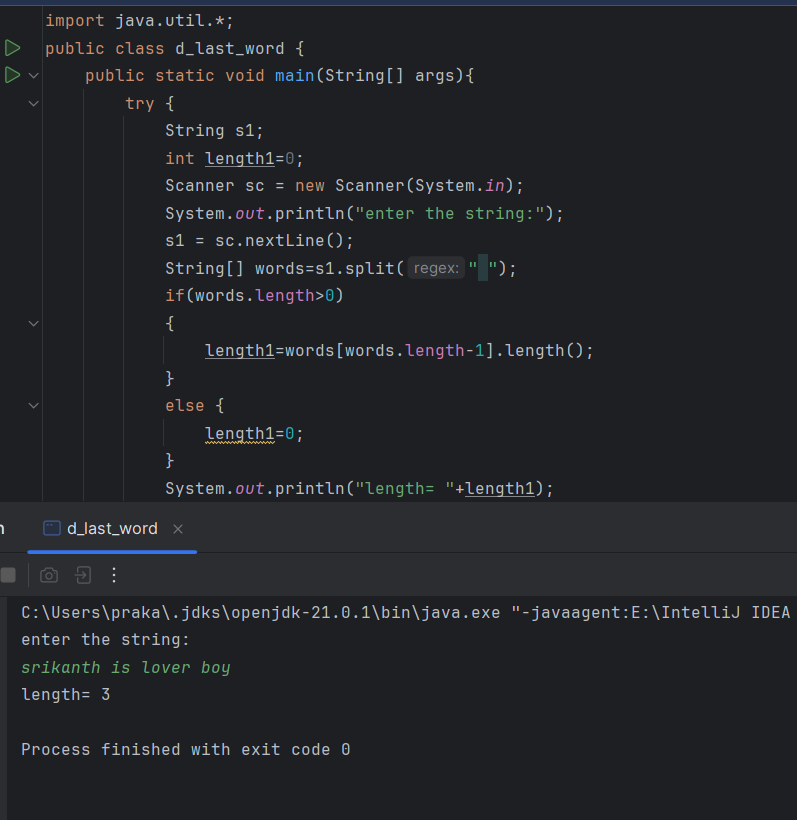 import java.util.*;
public class d_last_word {
public static void main(String[] args){
try {
String s1;
int length1=0;
Scanner sc = new Scanner(System.in);
System.out.println("enter the string:");
s1 = sc.nextLine();
String[] words=s1.split( regex: " ");
if(words.length>0)
{
length1=words[words.length-1].length();
}
else {
length1=0;
}
System.out.println("length= "+length1);
n
d_last_word
C:\Users\praka\.jdks\openjdk-21.0.1\bin\java.exe "-javaagent:E:\IntelliJ IDEA
enter the string:
srikanth is lover boy
length= 3
Process finished with exit code 0